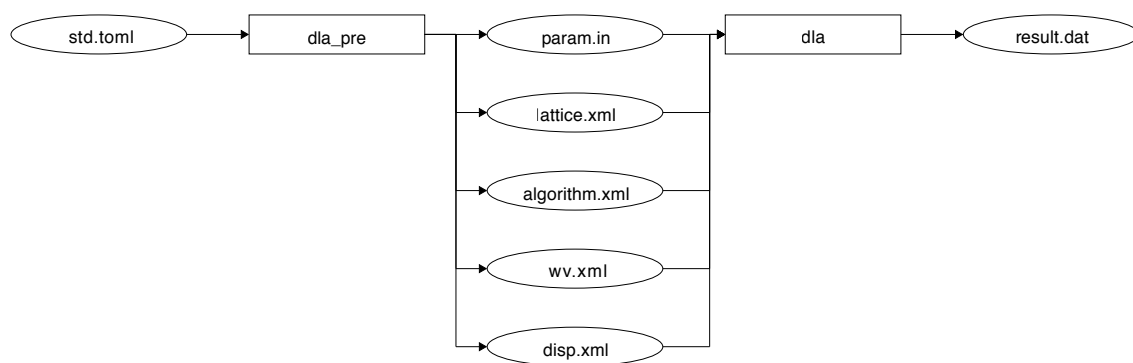 std.toml
dla_pre
param.in
dla
result.dat
lattice.xml
algorithm.xml
wv.xml
disp.xml